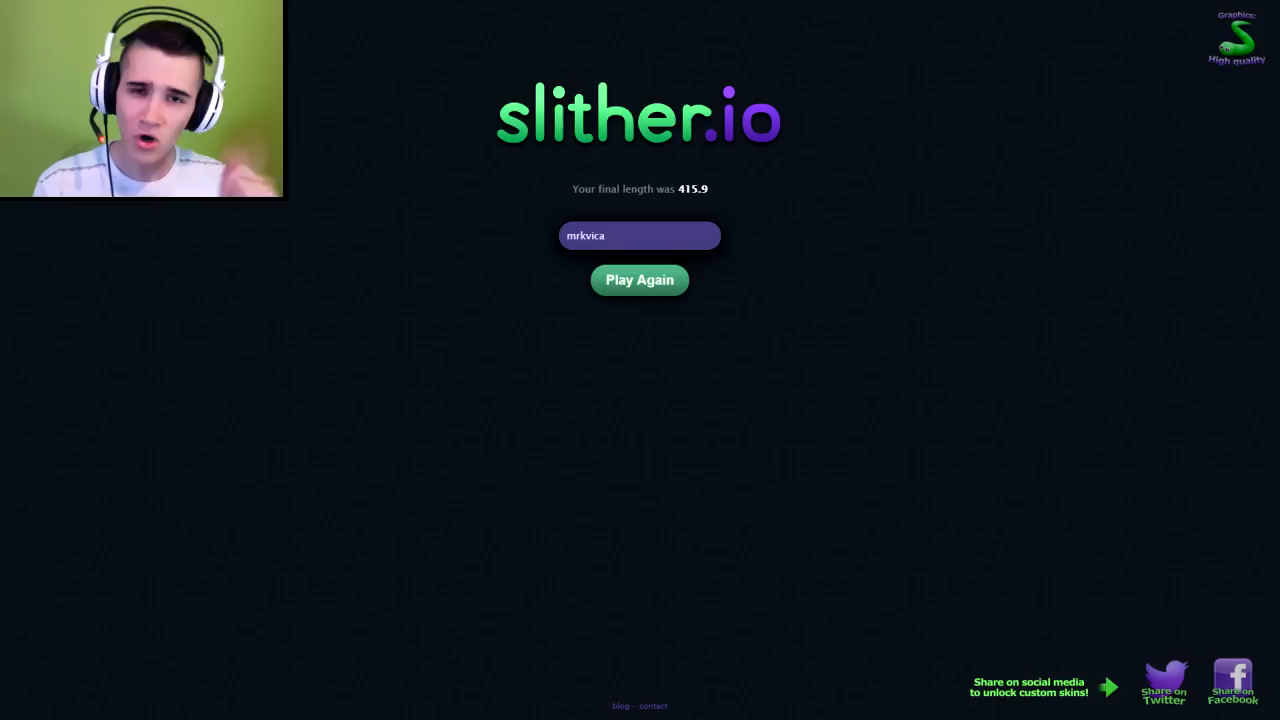 Graphics:
High quality
slither.io
Your final length was 415.9
mrkvica
Play Again
Share on social media
to unlock custom skins!
Share on
Twitter
f
Share on
Facebook
blog - contact